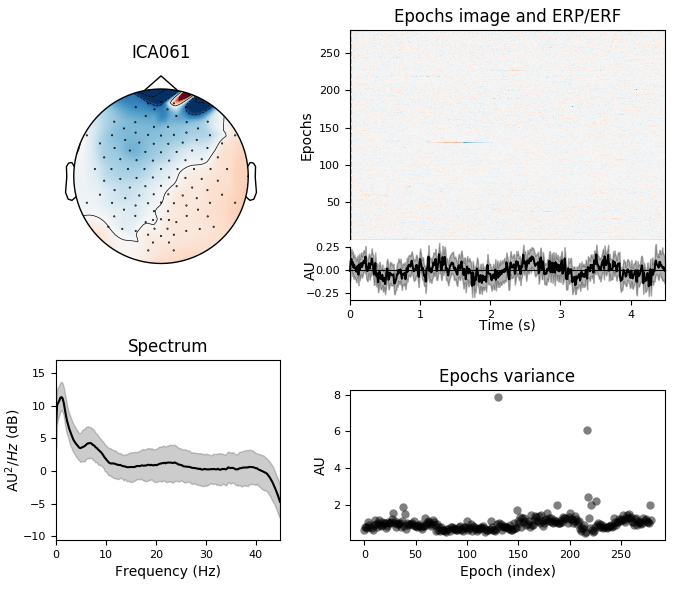 ICA061
Epochs image and ERP/ERF
Epochs
250
200
150
100
50
AU
0.25
0.00
−0.25
0 1 2 3 4
Time (s)
Spectrum
AU²/Hz (dB)
15
10
5
0
−5
−10
0 10 20 30 40
Frequency (Hz)
Epochs variance
AU
8
6
4
2
0 50 100 150 200 250
Epoch (index)